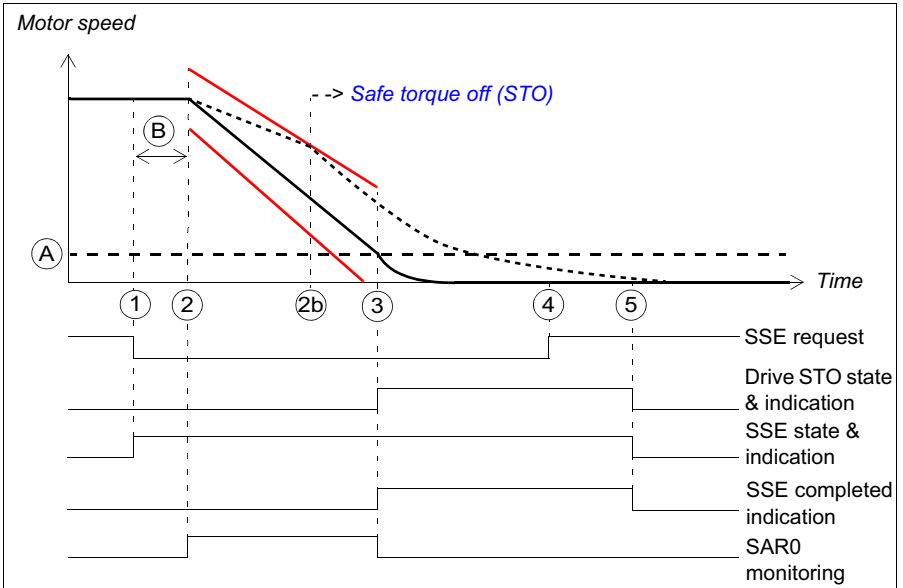 Motor speed
Safe torque off (STO)
B
A
Time
1
2
2b
3
4
5
SSE request
Drive STO state
& indication
SSE state &
indication
SSE completed
indication
SAR0
monitoring